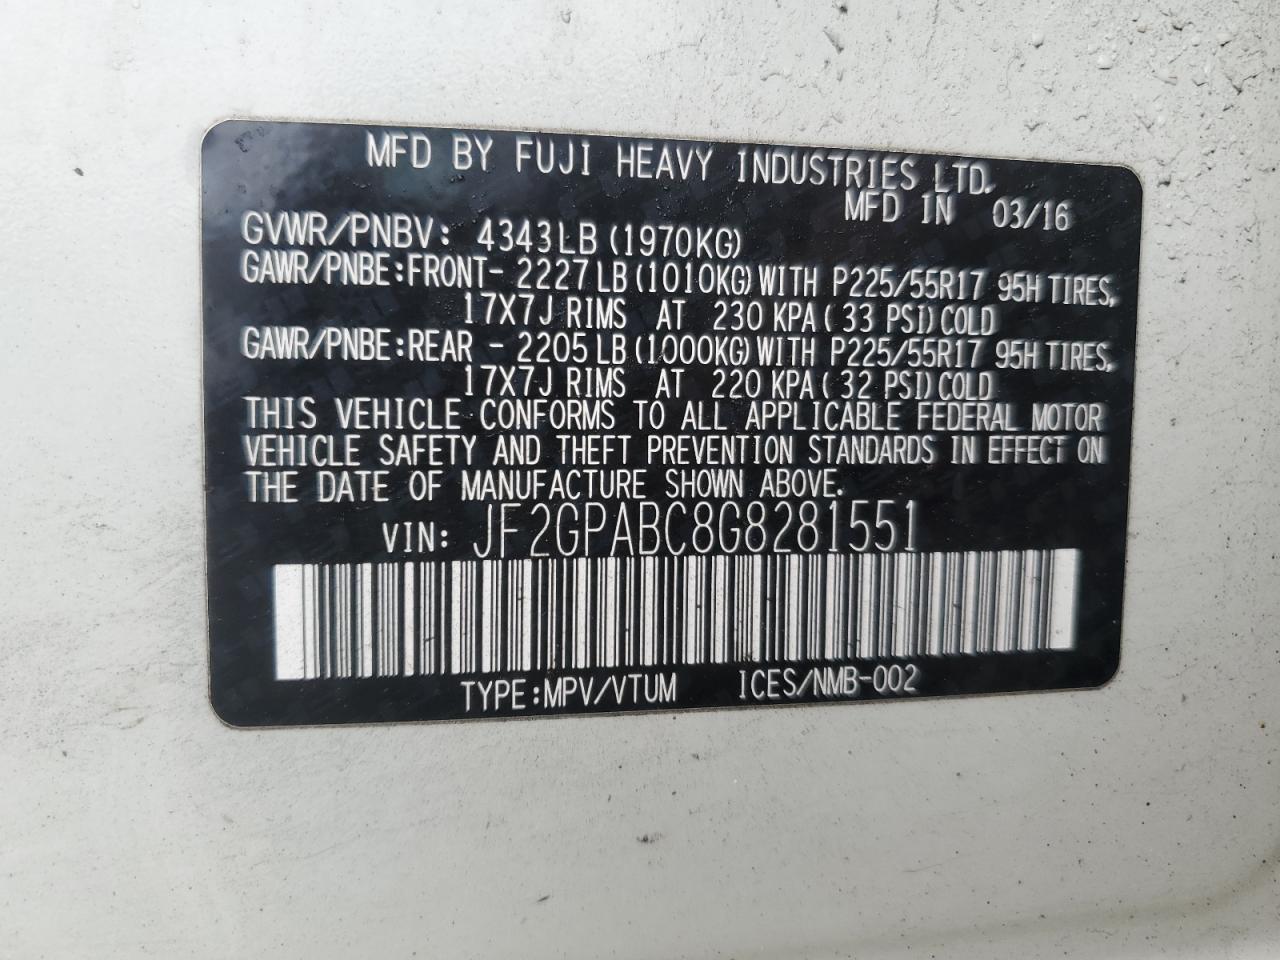 MFD BY FUJI HEAVY INDUSTRIES LTD.
MFD IN 03/16
GVWR/PNBV: 4343LB (1970KG)
GAWR/PNBE:FRONT- 2227LB (1010KG) WITH P225/55R17 95H TIRES,
17X7J RIMS AT 230 KPA ( 33 PSI) COLD
GAWR/PNBE:REAR - 2205LB (1000KG) WITH P225/55R17 95H TIRES,
17X7J RIMS AT 220 KPA ( 32 PSI) COLD
THIS VEHICLE CONFORMS TO ALL APPLICABLE FEDERAL MOTOR
VEHICLE SAFETY AND THEFT PREVENTION STANDARDS IN EFFECT ON
THE DATE OF MANUFACTURE SHOWN ABOVE.
VIN: JF2GPABC8G8281551
TYPE:MPV/VTUM ICES/NMB-002